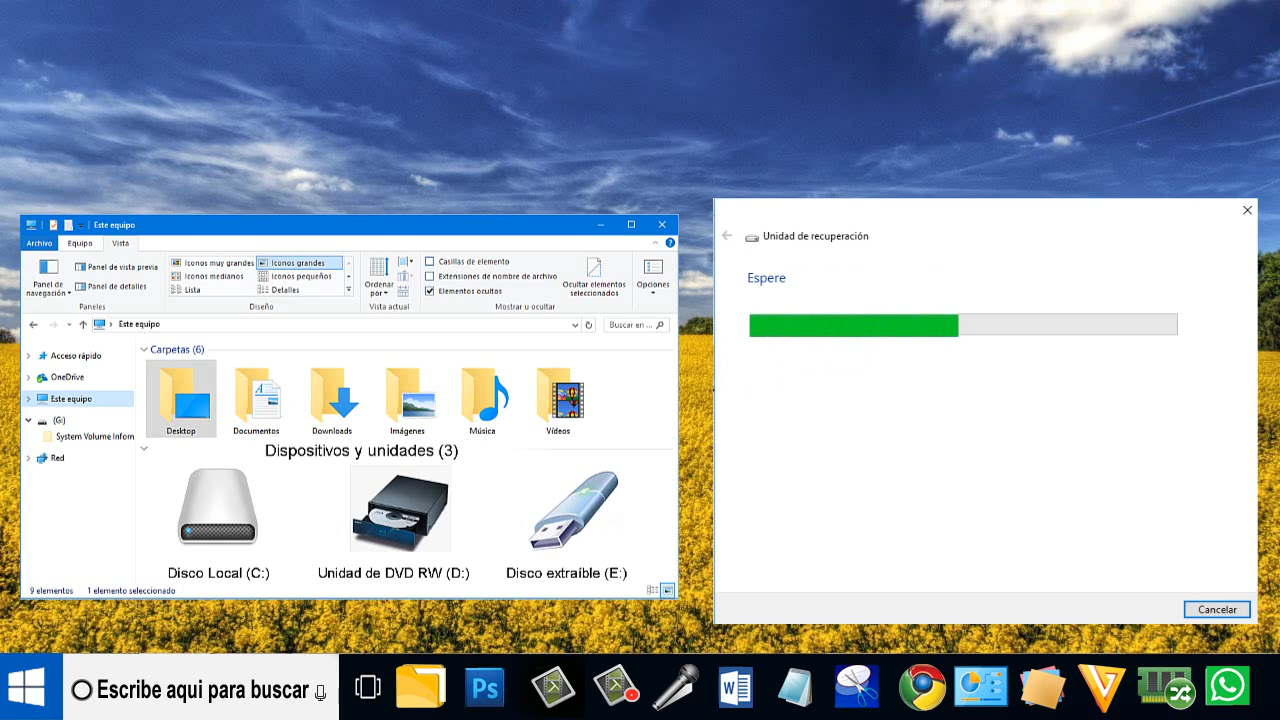 Este equipo
Archivo
Equipo
Vista
Panel de navegación
Panel de vista previa
Panel de detalles
Paneles
Iconos muy grandes
Iconos grandes
Iconos medianos
Iconos pequeños
Lista
Detalles
Diseño
Ordenar por
Vista actual
Casillas de elemento
Extensiones de nombre de archivo
Elementos ocultos
Ocultar elementos seleccionados
Mostrar u ocultar
Opciones
Este equipo
Buscar en ...
Acceso rápido
OneDrive
Este equipo
(G:)
System Volume Inform
Red
Carpetas (6)
Desktop
Documentos
Downloads
Imágenes
Música
Vídeos
Dispositivos y unidades (3)
Disco Local (C:)
Unidad de DVD RW (D:)
Disco extraíble (E:)
9 elementos
1 elemento seleccionado
Unidad de recuperación
Espere
Cancelar
Escribe aqui para buscar
Ps
W